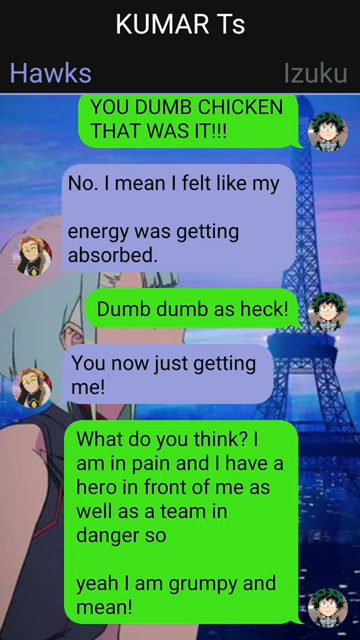 KUMAR Ts
Hawks
Izuku
YOU DUMB CHICKEN
THAT WAS IT!!!
No. I mean I felt like my
energy was getting
absorbed.
Dumb dumb as heck!
You now just getting
me!
What do you think? I
am in pain and I have a
hero in front of me as
well as a team in
danger so
yeah I am grumpy and
mean!